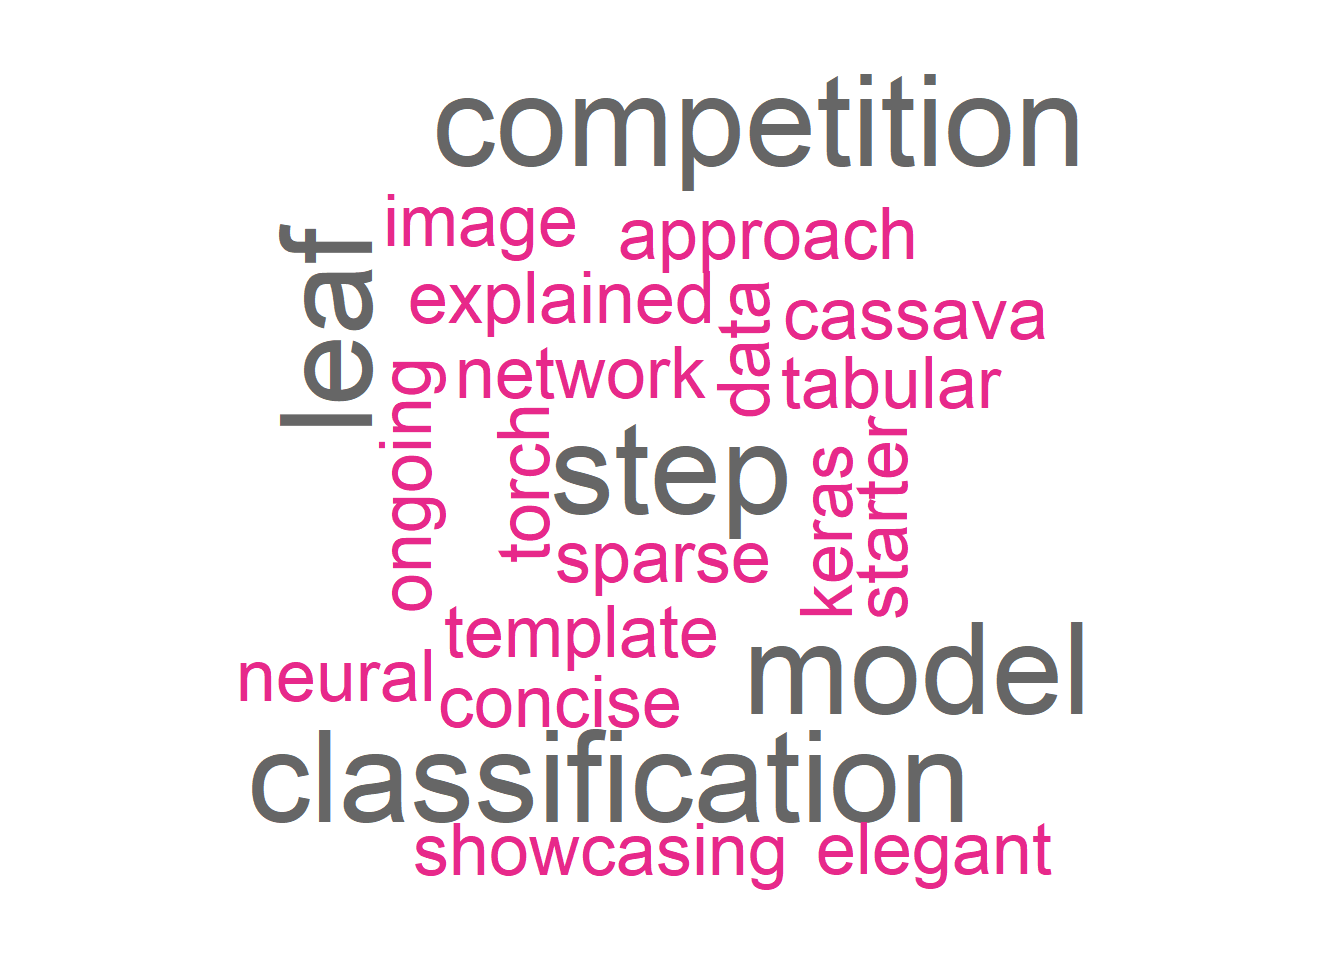 competition
leaf
image
approach
explained
data
cassava
network
tabular
ongoing
torch
step
keras
starter
sparse
template
model
neural
concise
classification
showcasing
elegant